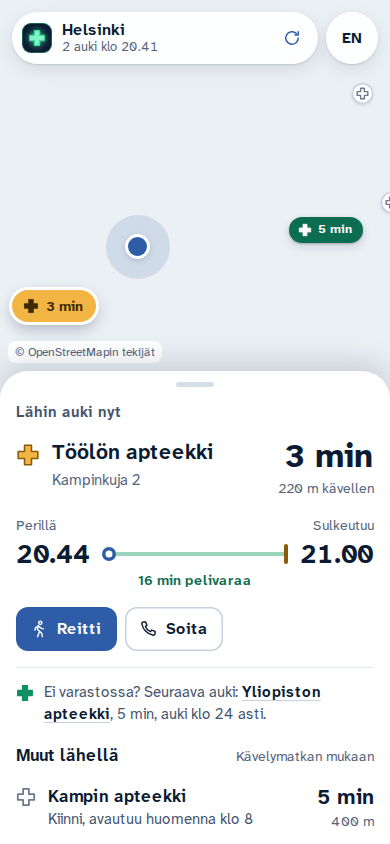 Helsinki
2 auki klo 20.41
EN
5 min
3 min
© OpenStreetMapin tekijät
Lähin auki nyt
Töölön apteekki
3 min
Kampinkuja 2
220 m kävellen
Perillä
Sulkeutuu
20.44
21.00
16 min pelivaraa
Reitti
Soita
Ei varastossa? Seuraava auki: Yliopiston
apteekki, 5 min, auki klo 24 asti.
Muut lähellä
Kävelymatkan mukaan
Kampin apteekki
5 min
Kiinni, avautuu huomenna klo 8
400 m